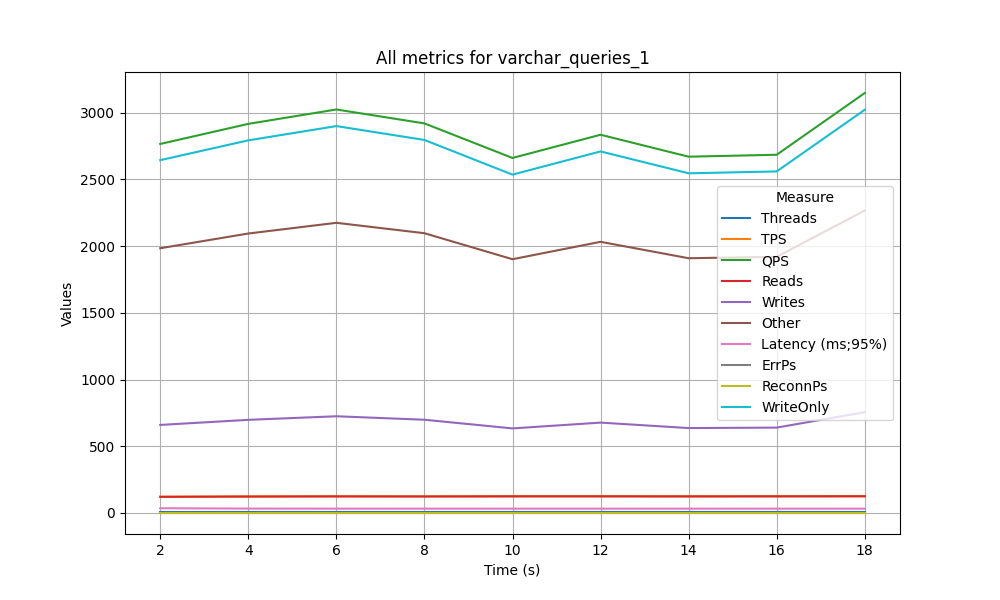 All metrics for varchar_queries_1
Values
3000
2500
2000
1500
1000
500
0
Measure
Threads
TPS
QPS
Reads
Writes
Other
Latency (ms;95%)
ErrPs
ReconnPs
WriteOnly
2 4 6 8 10 12 14 16 18
Time (s)